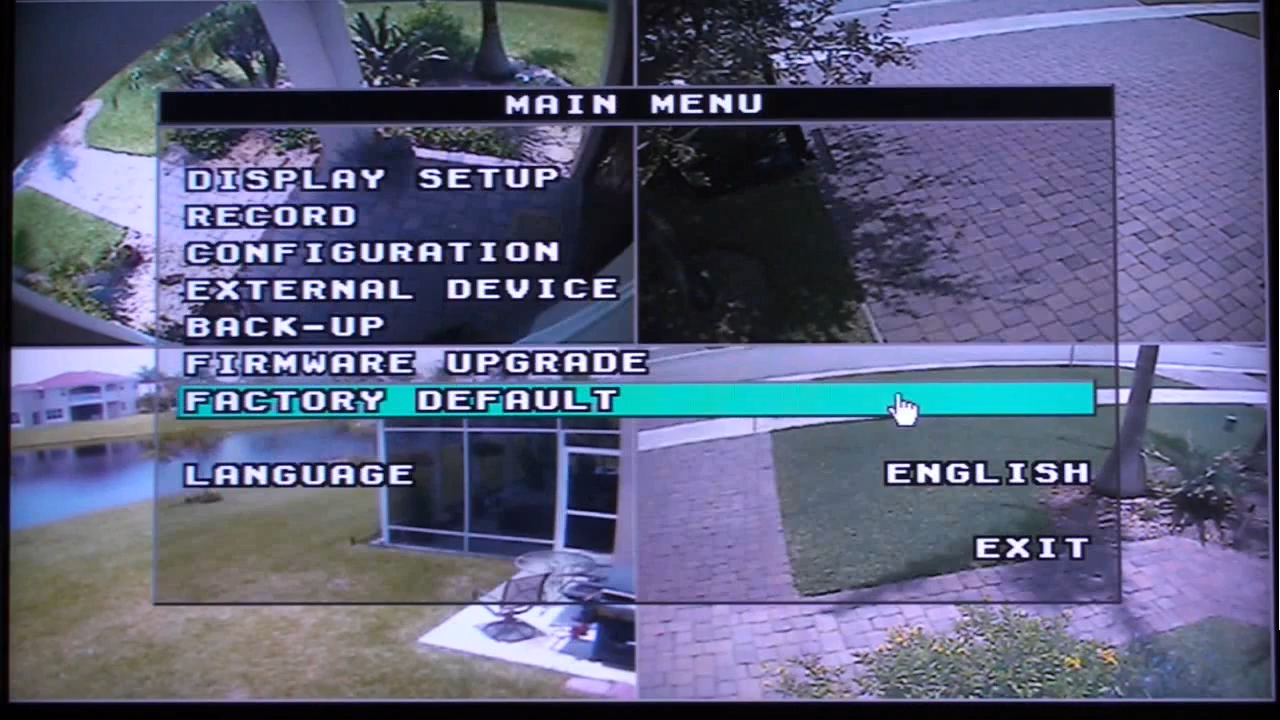 MAIN MENU
DISPLAY SETUP
RECORD
CONFIGURATION
EXTERNAL DEVICE
BACK-UP
FIRMWARE UPGRADE
FACTORY DEFAULT
LANGUAGE ENGLISH
EXIT